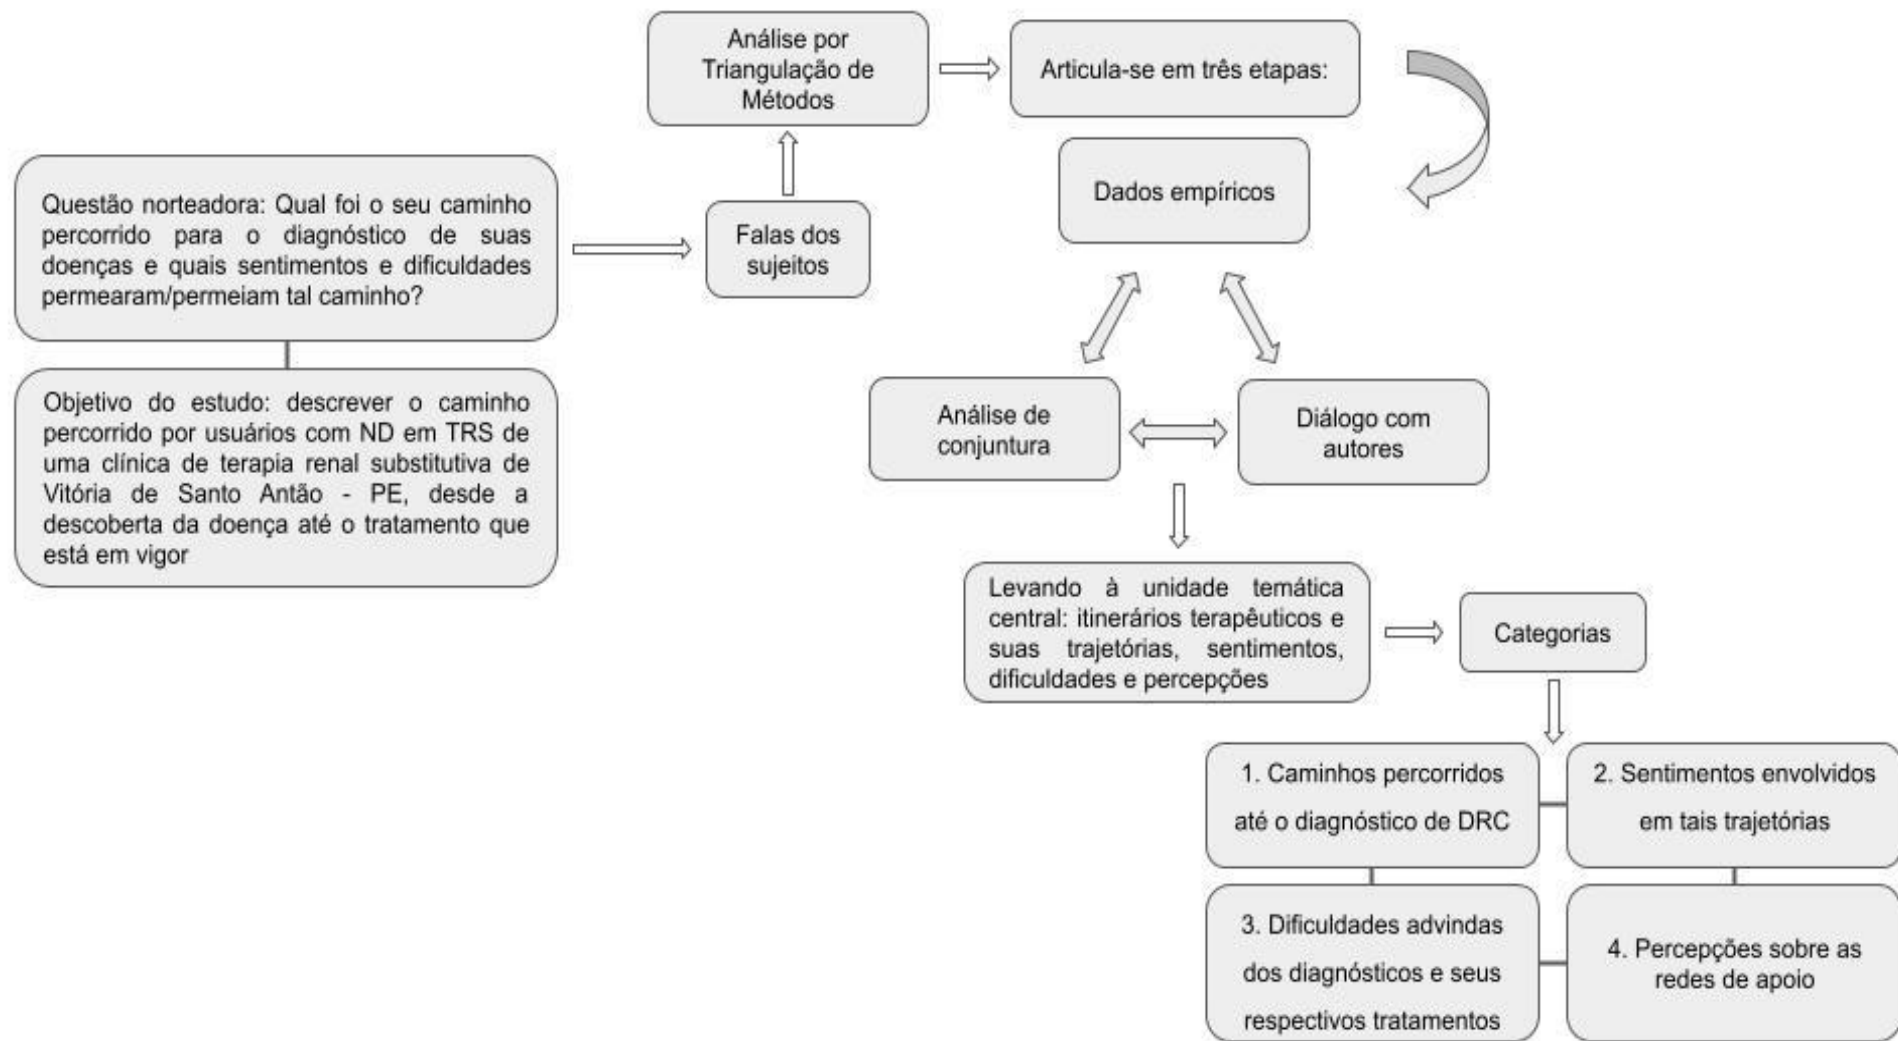 Análise por
Triangulação de
Métodos
Articula-se em três etapas:
Dados empíricos
Questão norteadora: Qual foi o seu caminho
percorrido para o diagnóstico de suas
doenças e quais sentimentos e dificuldades
permearam/permeiam tal caminho?
Falas dos
sujeitos
Objetivo do estudo: descrever o caminho
percorrido por usuários com ND em TRS de
uma clínica de terapia renal substitutiva de
Vitória de Santo Antão - PE, desde a
descoberta da doença até o tratamento que
está em vigor
Análise de
conjuntura
Diálogo com
autores
Levando à unidade temática
central: itinerários terapêuticos e
suas trajetórias, sentimentos,
dificuldades e percepções
Categorias
1. Caminhos percorridos
até o diagnóstico de DRC
2. Sentimentos envolvidos
em tais trajetórias
3. Dificuldades advindas
dos diagnósticos e seus
respectivos tratamentos
4. Percepções sobre as
redes de apoio